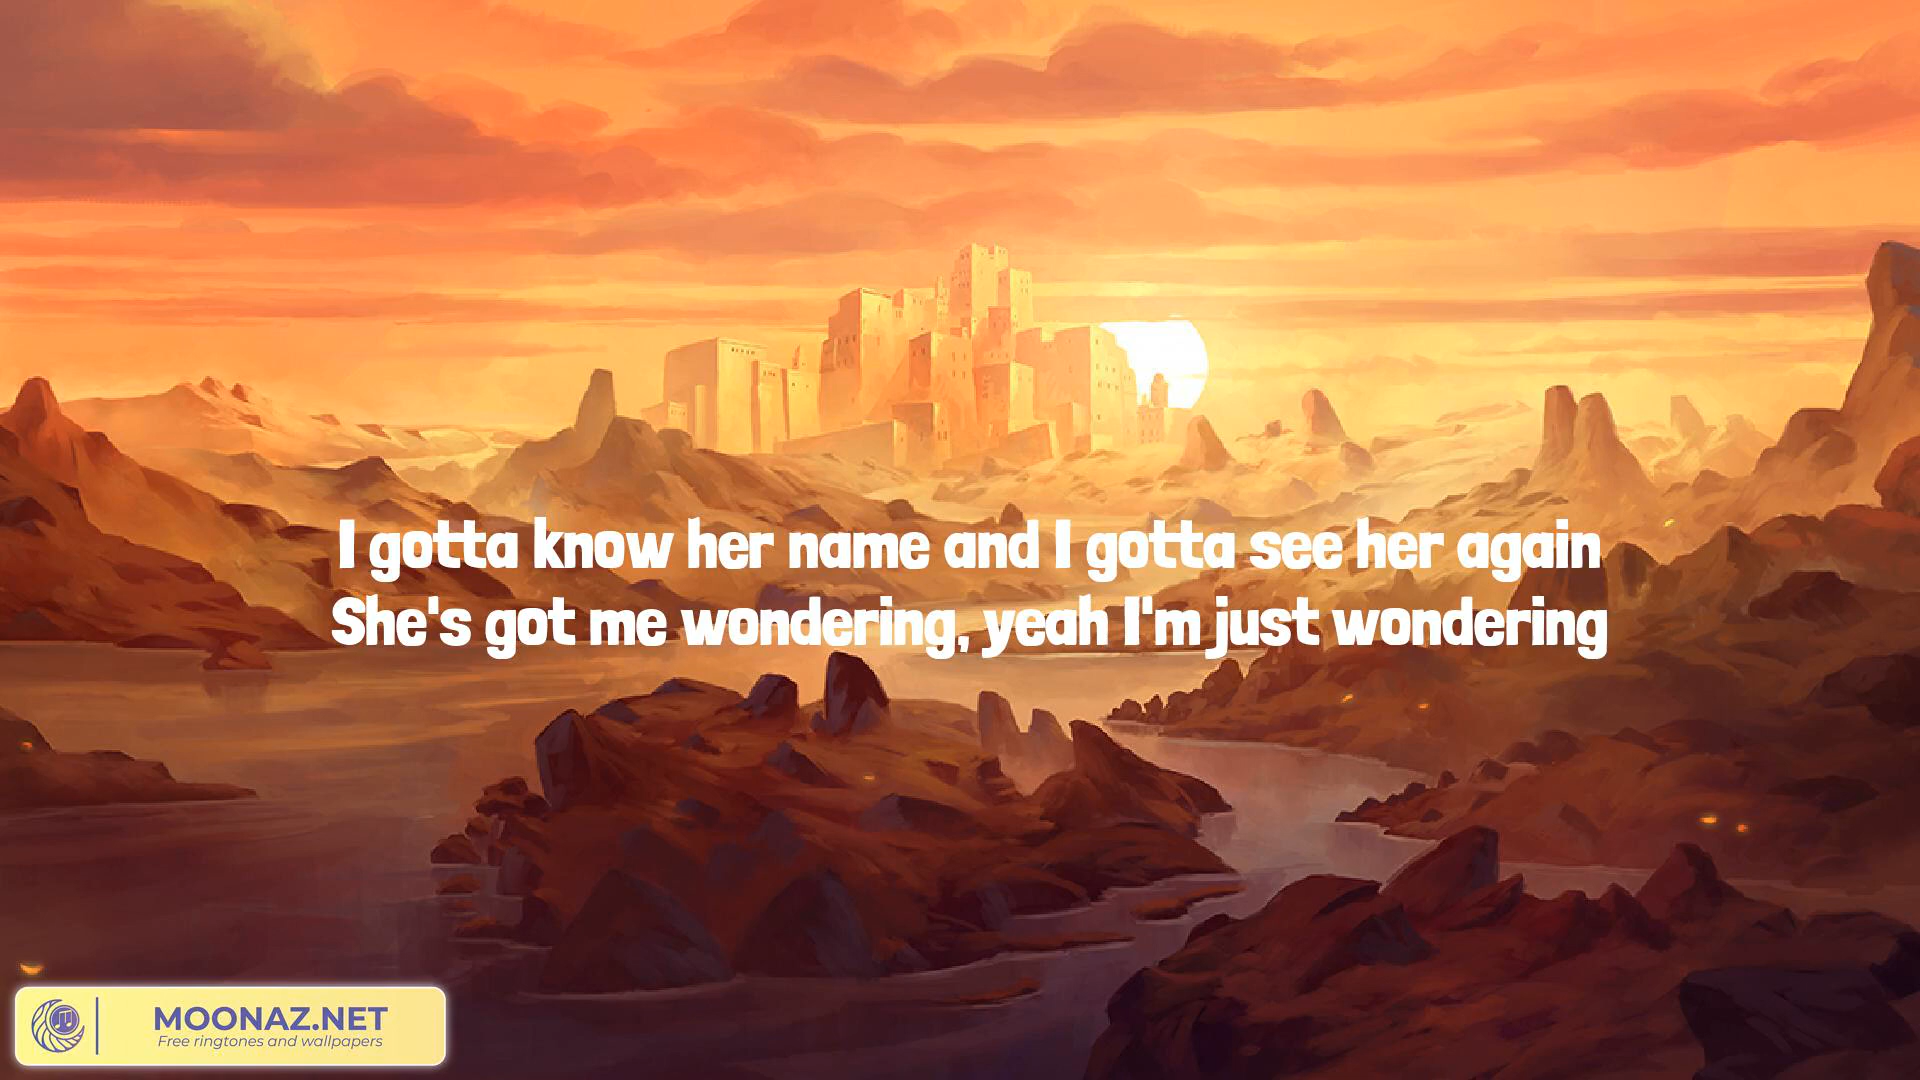 I gotta know her name and I gotta see her again
She's got me wondering, yeah I'm just wondering
MOONAZ.NET
Free ringtones and wallpapers